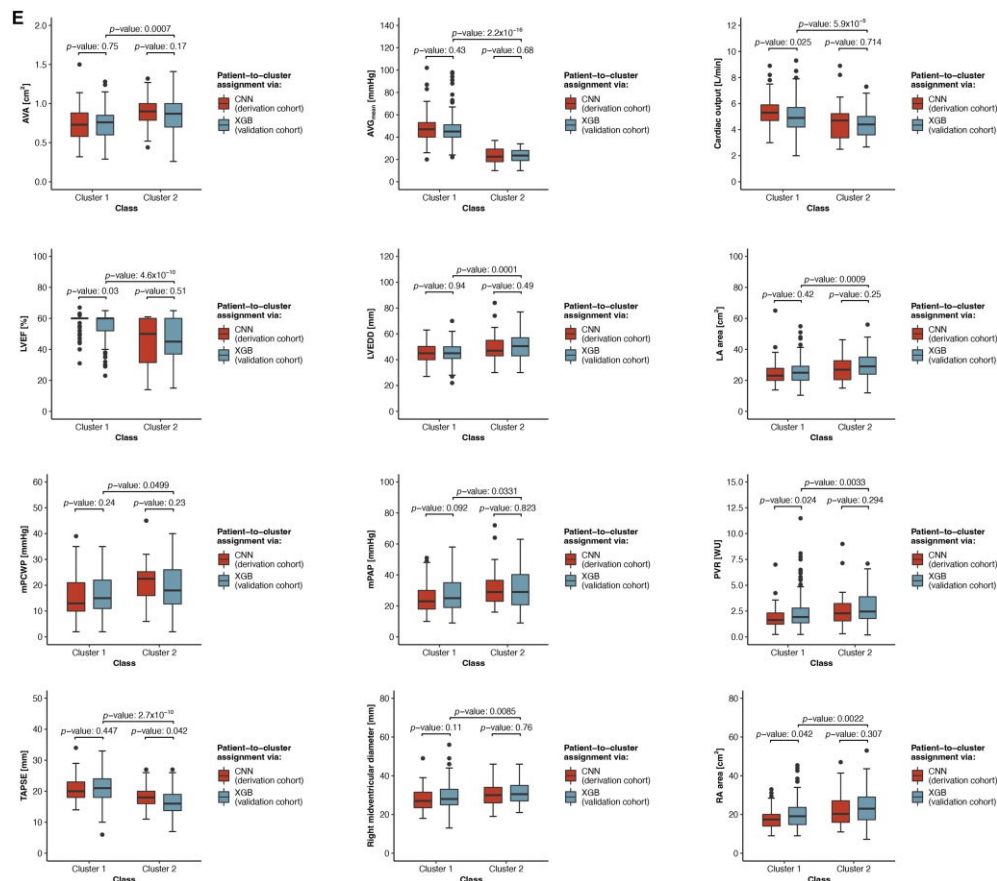 E
AVA [cm²]
2.0
1.5
1.0
0.5
0.0
p-value: 0.0007
p-value: 0.75
p-value: 0.17
Cluster 1
Cluster 2
Class
Patient-to-cluster
assignment via:
CNN
(derivation cohort)
XGB
(validation cohort)
AVGmean [mmHg]
140
120
100
80
60
40
20
0
p-value: 2.2x10⁻¹⁶
p-value: 0.43
p-value: 0.68
Cluster 1
Cluster 2
Class
Patient-to-cluster
assignment via:
CNN
(derivation cohort)
XGB
(validation cohort)
Cardiac output [L/min]
12
10
8
6
4
2
0
p-value: 5.9x10⁻⁵
p-value: 0.025
p-value: 0.714
Cluster 1
Cluster 2
Class
Patient-to-cluster
assignment via:
CNN
(derivation cohort)
XGB
(validation cohort)
LVEF [%]
100
80
60
40
20
0
p-value: 4.6x10⁻¹⁰
p-value: 0.03
p-value: 0.51
Cluster 1
Cluster 2
Class
Patient-to-cluster
assignment via:
CNN
(derivation cohort)
XGB
(validation cohort)
LVEDD [mm]
120
100
80
60
40
20
0
p-value: 0.0001
p-value: 0.94
p-value: 0.49
Cluster 1
Cluster 2
Class
Patient-to-cluster
assignment via:
CNN
(derivation cohort)
XGB
(validation cohort)
LA area [cm²]
100
80
60
40
20
0
p-value: 0.0009
p-value: 0.42
p-value: 0.25
Cluster 1
Cluster 2
Class
Patient-to-cluster
assignment via:
CNN
(derivation cohort)
XGB
(validation cohort)
mPCWP [mmHg]
60
50
40
30
20
10
0
p-value: 0.0499
p-value: 0.24
p-value: 0.23
Cluster 1
Cluster 2
Class
Patient-to-cluster
assignment via:
CNN
(derivation cohort)
XGB
(validation cohort)
mPAP [mmHg]
100
80
60
40
20
0
p-value: 0.0331
p-value: 0.092
p-value: 0.823
Cluster 1
Cluster 2
Class
Patient-to-cluster
assignment via:
CNN
(derivation cohort)
XGB
(validation cohort)
PVR [WU]
15.0
12.5
10.0
7.5
5.0
2.5
0.0
p-value: 0.0033
p-value: 0.024
p-value: 0.294
Cluster 1
Cluster 2
Class
Patient-to-cluster
assignment via:
CNN
(derivation cohort)
XGB
(validation cohort)
TAPSE [mm]
50
40
30
20
10
0
p-value: 2.7x10⁻¹⁰
p-value: 0.447
p-value: 0.042
Cluster 1
Cluster 2
Class
Patient-to-cluster
assignment via:
CNN
(derivation cohort)
XGB
(validation cohort)
Right midventricular diameter [mm]
80
60
40
20
0
p-value: 0.0085
p-value: 0.11
p-value: 0.76
Cluster 1
Cluster 2
Class
Patient-to-cluster
assignment via:
CNN
(derivation cohort)
XGB
(validation cohort)
RA area [cm²]
80
60
40
20
0
p-value: 0.0022
p-value: 0.042
p-value: 0.307
Cluster 1
Cluster 2
Class
Patient-to-cluster
assignment via:
CNN
(derivation cohort)
XGB
(validation cohort)